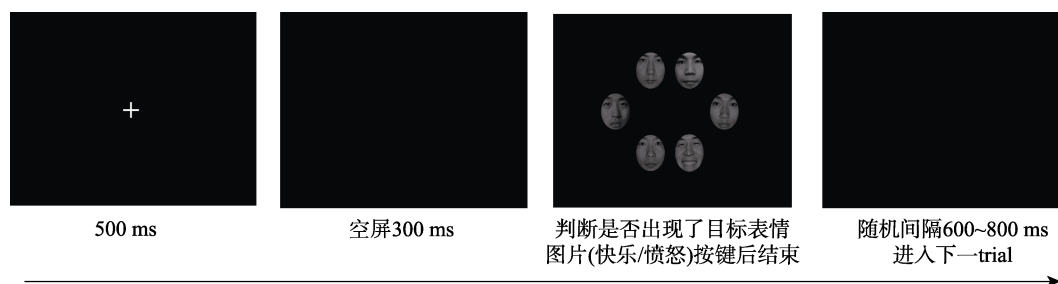 500 ms
空屏300 ms
判断是否出现了目标表情
图片(快乐/愤怒)按键后结束
随机间隔600~800 ms
进入下一trial